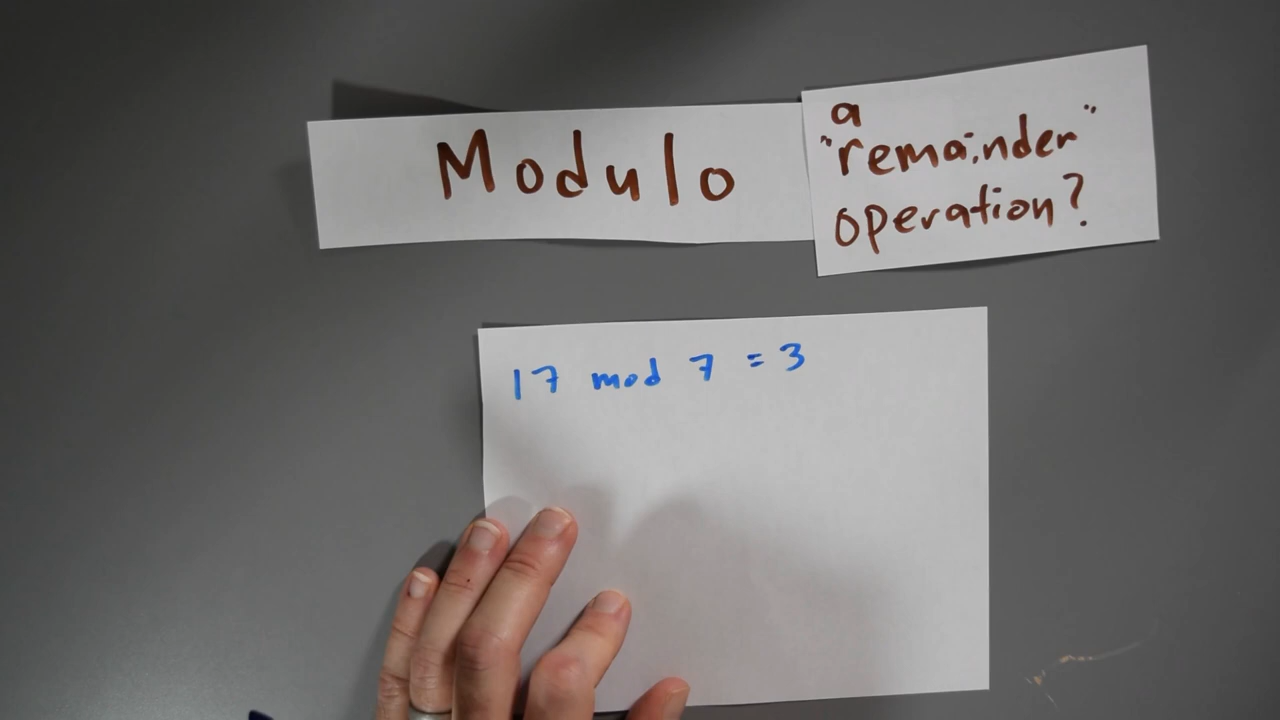 Modulo
a
"remainder"
operation?
17 mod 7 = 3